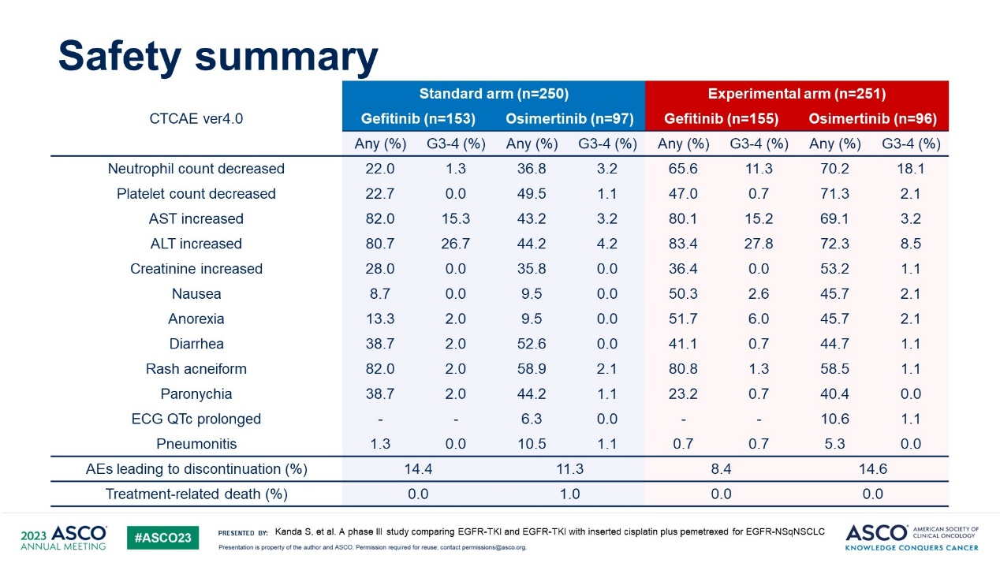 Safety summary
CTCAE ver4.0
Standard arm (n=250) Experimental arm (n=251)
Gefitinib (n=153) Osimertinib (n=97) Gefitinib (n=155) Osimertinib (n=96)
Any (%) G3-4 (%) Any (%) G3-4 (%) Any (%) G3-4 (%) Any (%) G3-4 (%)
Neutrophil count decreased 22.0 1.3 36.8 3.2 65.6 11.3 70.2 18.1
Platelet count decreased 22.7 0.0 49.5 1.1 47.0 0.7 71.3 2.1
AST increased 82.0 15.3 43.2 3.2 80.1 15.2 69.1 3.2
ALT increased 80.7 26.7 44.2 4.2 83.4 27.8 72.3 8.5
Creatinine increased 28.0 0.0 35.8 0.0 36.4 0.0 53.2 1.1
Nausea 8.7 0.0 9.5 0.0 50.3 2.6 45.7 2.1
Anorexia 13.3 2.0 9.5 0.0 51.7 6.0 45.7 2.1
Diarrhea 38.7 2.0 52.6 0.0 41.1 0.7 44.7 1.1
Rash acneiform 82.0 2.0 58.9 2.1 80.8 1.3 58.5 1.1
Paronychia 38.7 2.0 44.2 1.1 23.2 0.7 40.4 0.0
ECG QTc prolonged - - 6.3 0.0 - - 10.6 1.1
Pneumonitis 1.3 0.0 10.5 1.1 0.7 0.7 5.3 0.0
AEs leading to discontinuation (%) 14.4 11.3 8.4 14.6
Treatment-related death (%) 0.0 1.0 0.0 0.0
2023 ASCO
ANNUAL MEETING
#ASCO23
PRESENTED BY: Kanda S, et al. A phase III study comparing EGFR-TKI and EGFR-TKI with inserted cisplatin plus pemetrexed for EGFR-NSqNSCLC
Presentation is property of the author and ASCO. Permission required for reuse; contact permissions@asco.org.
ASCO AMERICAN SOCIETY OF
CLINICAL ONCOLOGY
KNOWLEDGE CONQUERS CANCER